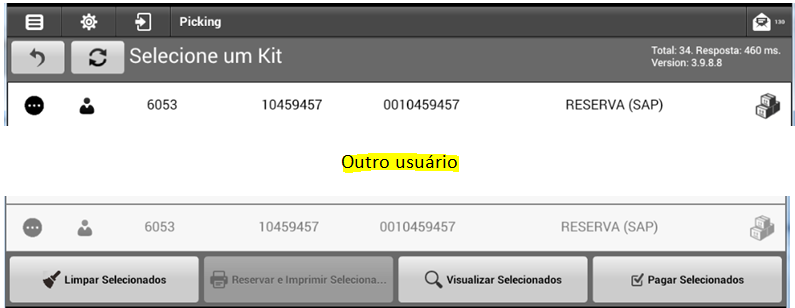 Picking
130
Selecione um Kit
Total: 34. Resposta: 460 ms.
Version: 3.9.8.8
6053 10459457 0010459457 RESERVA (SAP)
Outro usuário
6053 10459457 0010459457 RESERVA (SAP)
Limpar Selecionados Reservar e Imprimir Seleciona... Visualizar Selecionados Pagar Selecionados